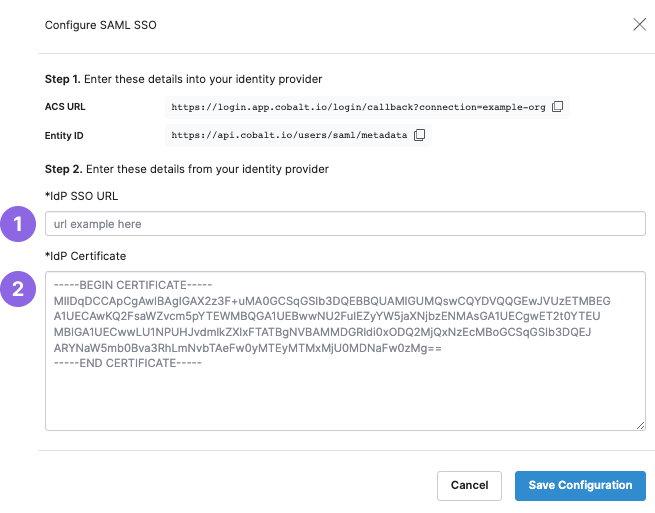 Configure SAML SSO
Step 1. Enter these details into your identity provider
ACS URL https://login.app.cobalt.io/login/callback?connection=example-org
Entity ID https://api.cobalt.io/users/saml/metadata
Step 2. Enter these details from your identity provider
*IdP SSO URL
1 url example here
*IdP Certificate
2
-----BEGIN CERTIFICATE-----
MIIDqDCCApCgAwIBAgIGAX2z3F+uMA0GCSqGSIb3DQEBBQUAMIGUMQswCQYDVQQGEwJVUzETMBEG
A1UECAwKQ2FsaWZvcm5pYTEWMBQGA1UEBwwNU2FuIEZyYW5jaXNjbzENMAsGA1UECgwET2t0YTEU
MBIGA1UECwwLU1NPUHJvdmlkZXIxFTATBgNVBAMMDGRldi0xODQ2MjQxNzEcMBoGCSqGSIb3DQEJ
ARYNaW5mb0Bva3RhLmNvbTAeFw0yMTEyMTMxMjU0MDNaFw0zMg==
-----END CERTIFICATE-----
Cancel Save Configuration